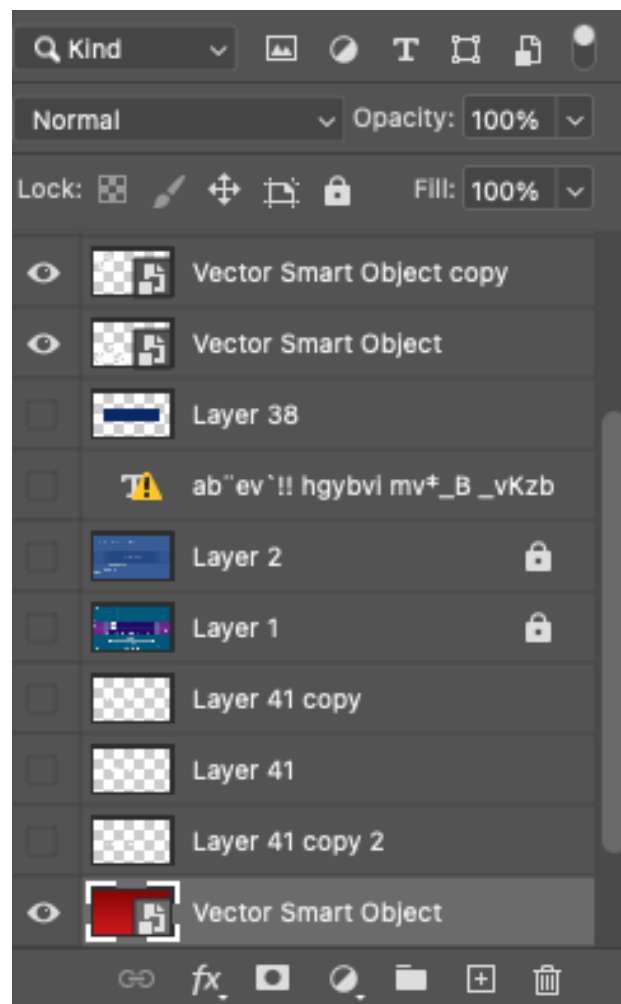 Kind
Normal Opacity: 100%
Lock: Fill: 100%
Vector Smart Object copy
Vector Smart Object
Layer 38
ab¨ev`!! hgybvi mv‡_B _vKzb
Layer 2
Layer 1
Layer 41 copy
Layer 41
Layer 41 copy 2
Vector Smart Object
fx